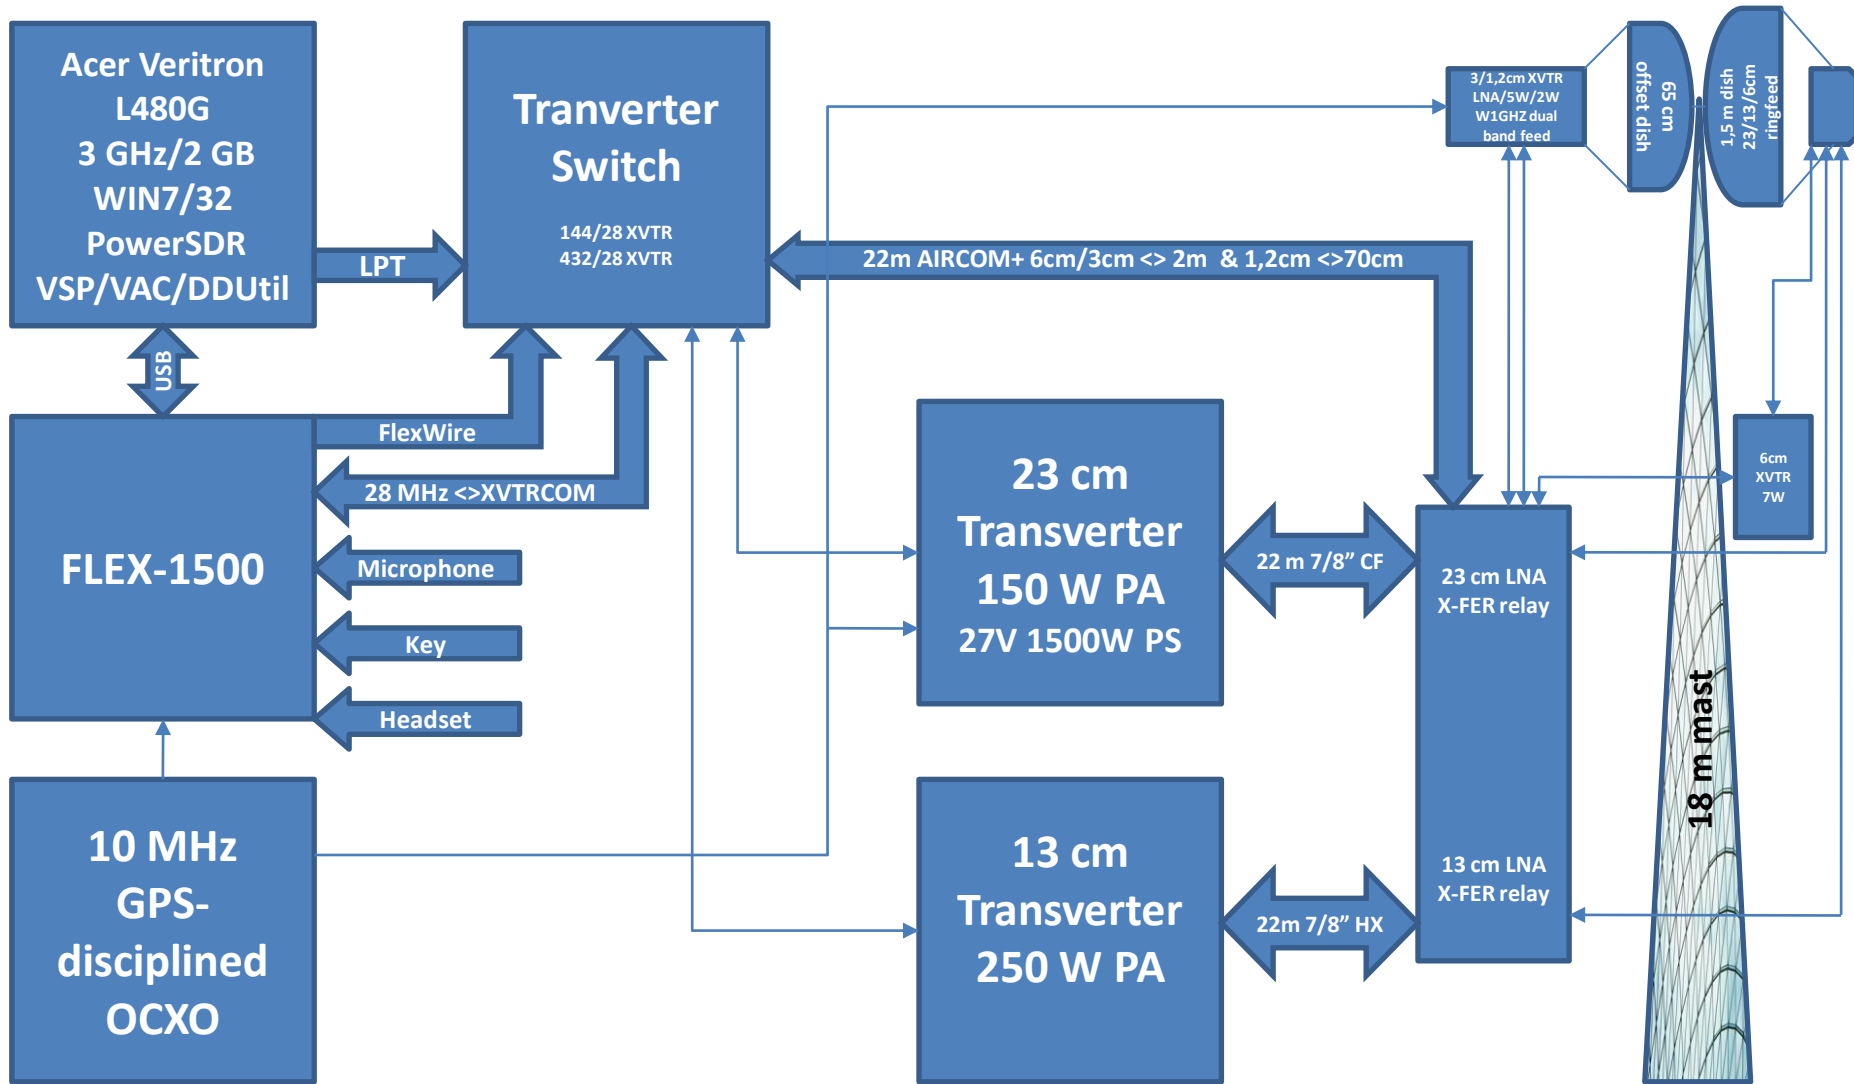 Acer Veritron
L480G
3 GHz/2 GB
WIN7/32
PowerSDR
VSP/VAC/DDUtil
LPT
Tranverter
Switch
144/28 XVTR
432/28 XVTR
22m AIRCOM+ 6cm/3cm <> 2m & 1,2cm <>70cm
3/1,2cm XVTR
LNA/5W/2W
W1GHZ dual
band feed
65 cm
offset dish
1,5 m dish
23/13/6cm
ringfeed
USB
FLEX-1500
FlexWire
28 MHz <>XVTRCOM
Microphone
Key
Headset
23 cm
Transverter
150 W PA
27V 1500W PS
22 m 7/8” CF
23 cm LNA
X-FER relay
6cm
XVTR
7W
10 MHz
GPS-
disciplined
OCXO
13 cm
Transverter
250 W PA
22m 7/8” HX
13 cm LNA
X-FER relay
18 m mast